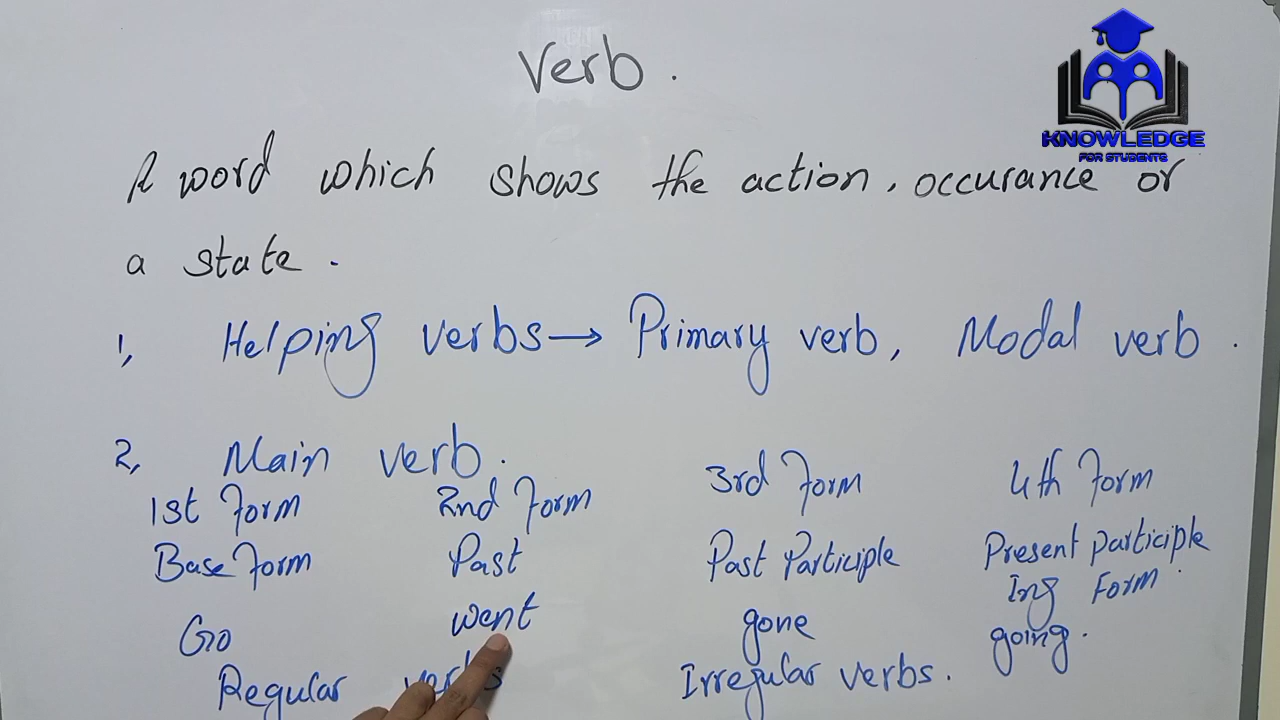 Verb.
KNOWLEDGE
FOR STUDENTS
A word which shows the action, occurance or
a state.
1, Helping verbs → Primary verb, Modal verb.
2, Main verb.
1st Form 2nd Form 3rd Form 4th Form
Base Form Past Past Participle Present participle
Ing Form.
Go went gone going.
Regular verbs Irregular verbs.